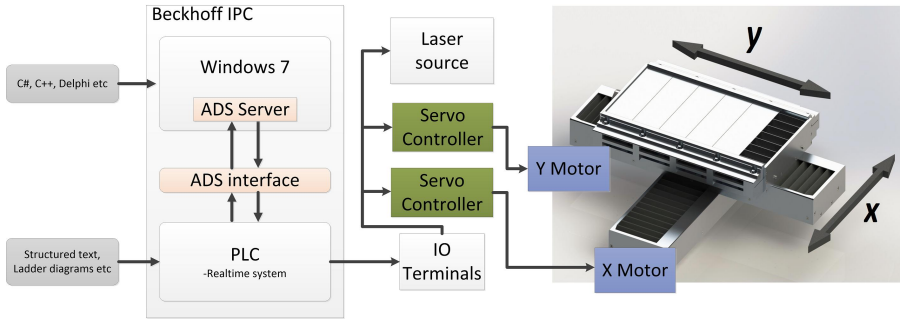 Beckhoff IPC
C#, C++, Delphi etc
Windows 7
ADS Server
ADS interface
Structured text,
Ladder diagrams etc
PLC
-Realtime system
Laser
source
Servo
Controller
Servo
Controller
IO
Terminals
Y Motor
X Motor
y
x